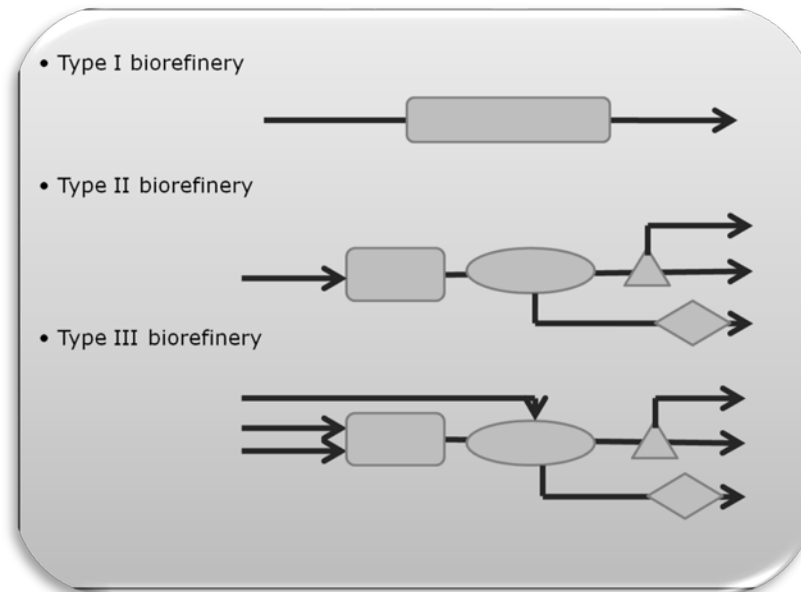 • Type I biorefinery
• Type II biorefinery
• Type III biorefinery